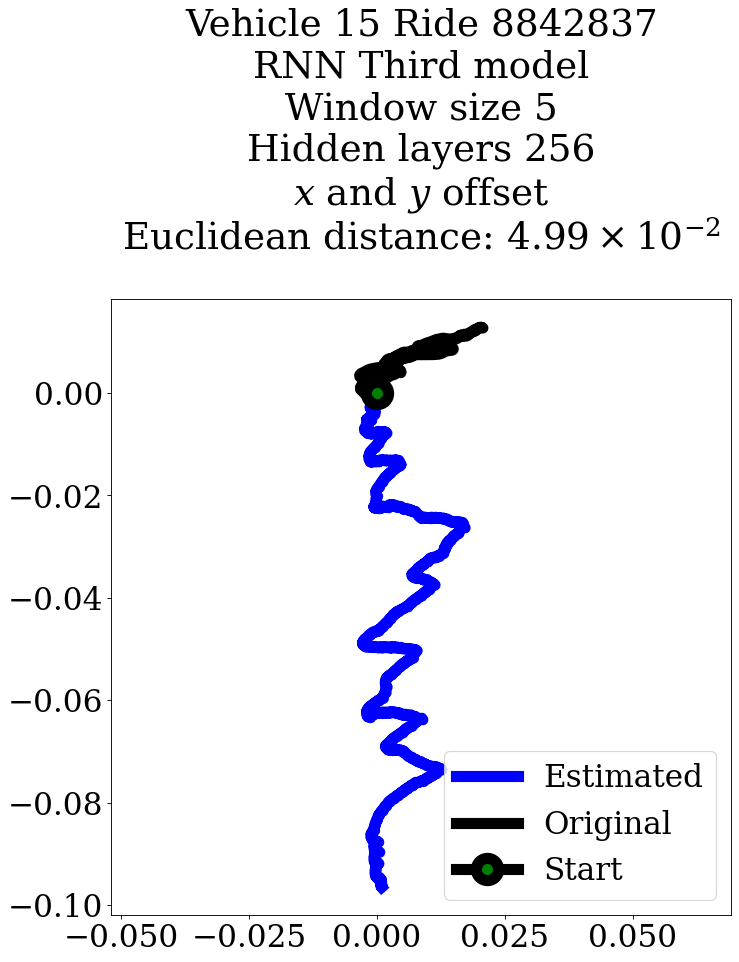 Vehicle 15 Ride 8842837
RNN Third model
Window size 5
Hidden layers 256
x and y offset
Euclidean distance: 4.99 × 10⁻²
0.00
−0.02
−0.04
−0.06
−0.08
−0.10
Estimated
Original
Start
−0.050 −0.025 0.000 0.025 0.050